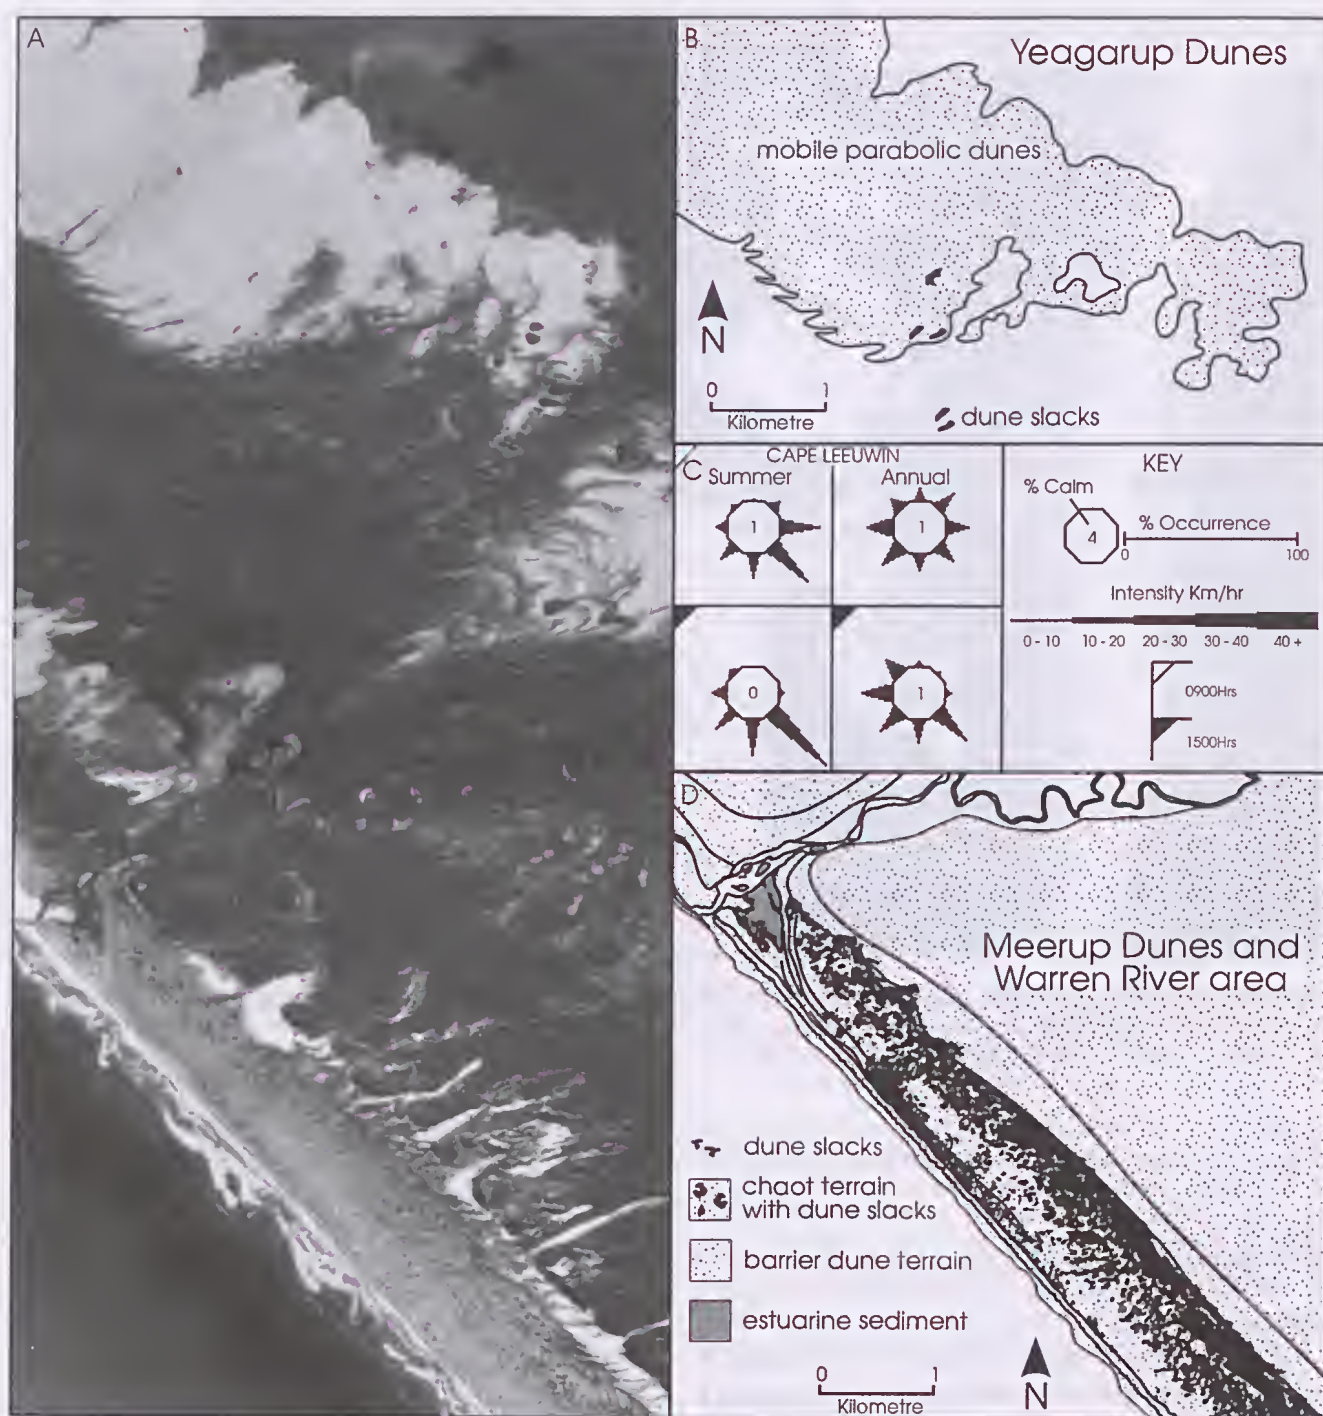 A
B
Yeagarup Dunes
mobile parabolic dunes
N
0 1
Kilometre
dune slacks
C
CAPE LEEUWIN
Summer
Annual
1
1
0
1
KEY
% Calm
4
% Occurrence
0
100
Intensity Km/hr
0 - 10 10 - 20 20 - 30 30 - 40 40 +
0900Hrs
1500Hrs
D
Meerup Dunes and
Warren River area
dune slacks
chaot terrain
with dune slacks
barrier dune terrain
estuarine sediment
0 1
Kilometre
N